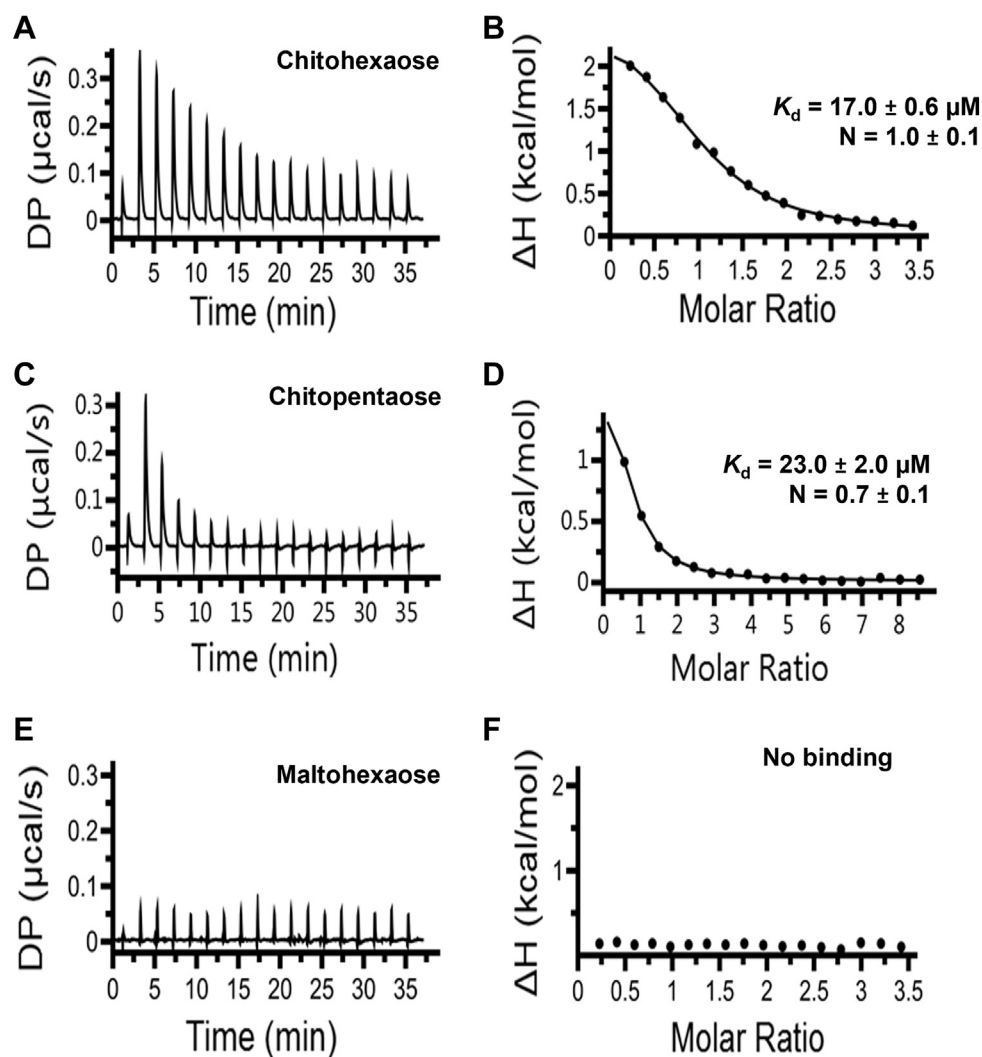 A
Chitohexaose
DP (µcal/s)
0.3
0.2
0.1
0
0 5 10 15 20 25 30 35
Time (min)
B
ΔH (kcal/mol)
2
1.5
1
0.5
0
Kd = 17.0 ± 0.6 µM
N = 1.0 ± 0.1
0 0.5 1 1.5 2 2.5 3 3.5
Molar Ratio
C
Chitopentaose
DP (µcal/s)
0.3
0.2
0.1
0
0 5 10 15 20 25 30 35
Time (min)
D
ΔH (kcal/mol)
1
0.5
0
Kd = 23.0 ± 2.0 µM
N = 0.7 ± 0.1
0 1 2 3 4 5 6 7 8
Molar Ratio
E
Maltohexaose
DP (µcal/s)
0.3
0.2
0.1
0
0 5 10 15 20 25 30 35
Time (min)
F
No binding
ΔH (kcal/mol)
2
1
0 0.5 1 1.5 2 2.5 3 3.5
Molar Ratio